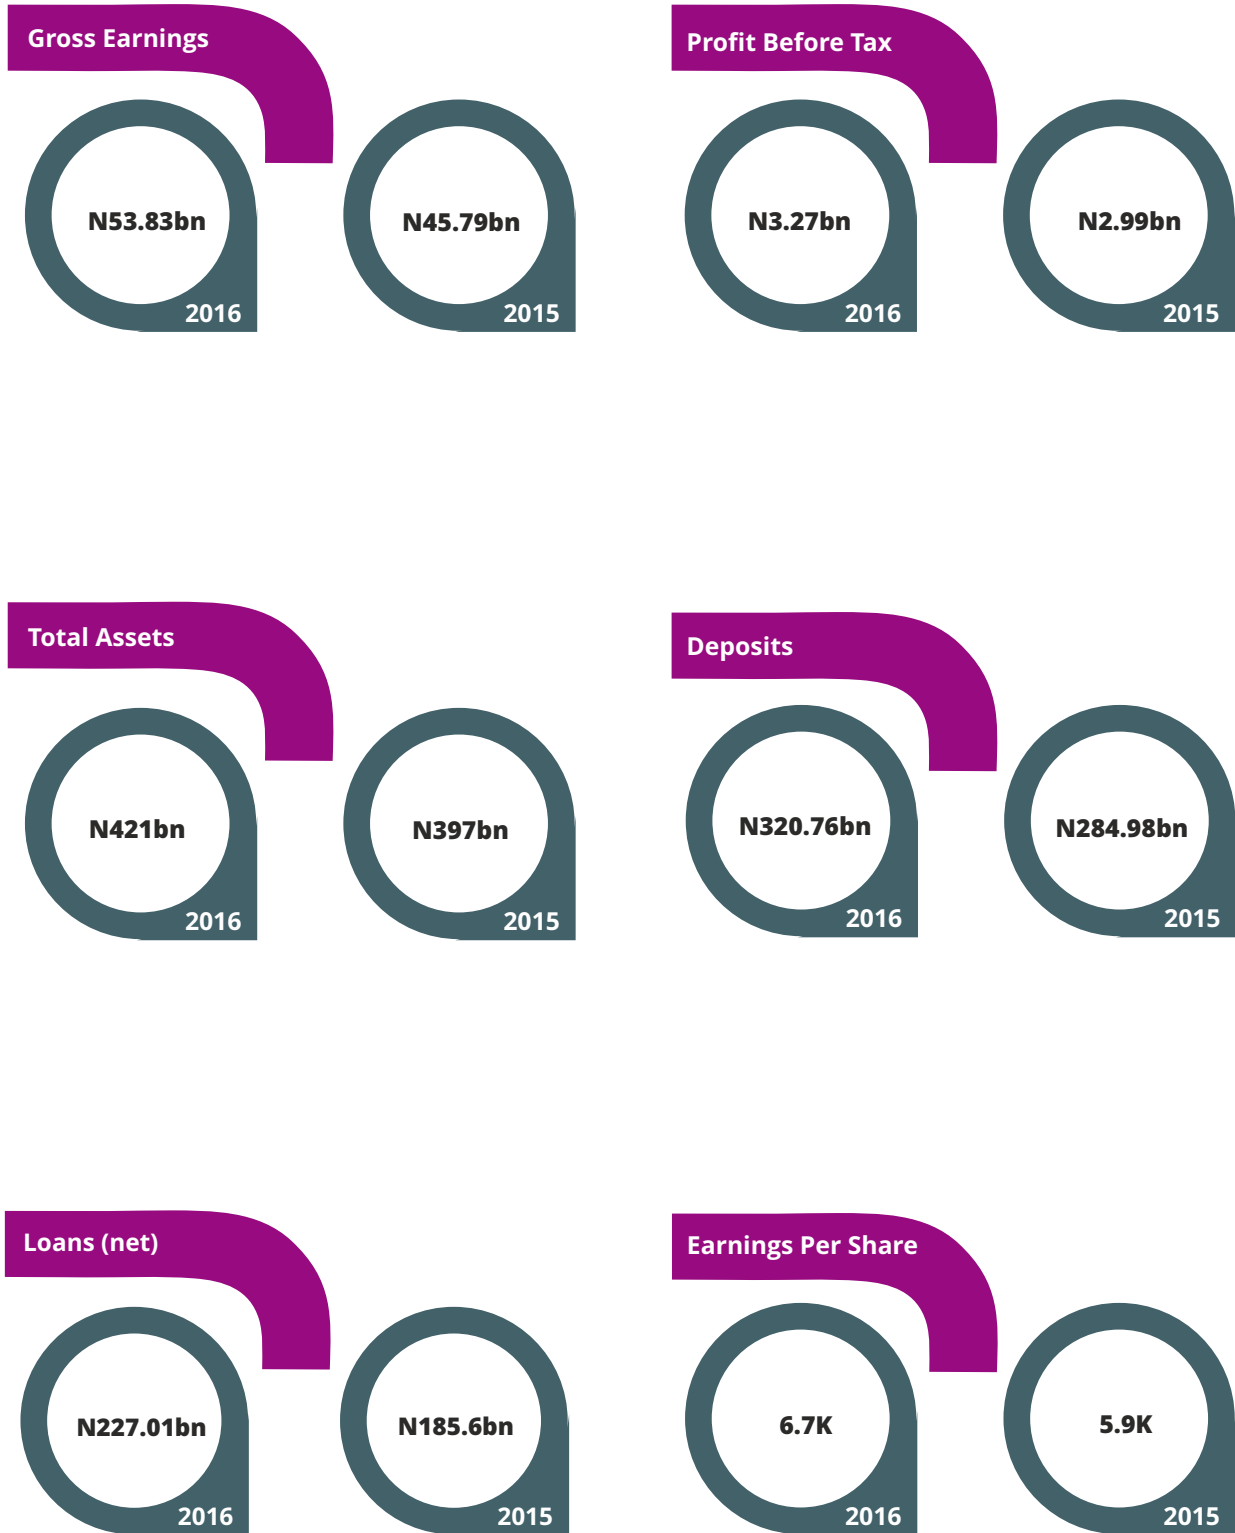 Gross Earnings
N53.83bn
2016
N45.79bn
2015
Profit Before Tax
N3.27bn
2016
N2.99bn
2015
Total Assets
N421bn
2016
N397bn
2015
Deposits
N320.76bn
2016
N284.98bn
2015
Loans (net)
N227.01bn
2016
N185.6bn
2015
Earnings Per Share
6.7K
2016
5.9K
2015